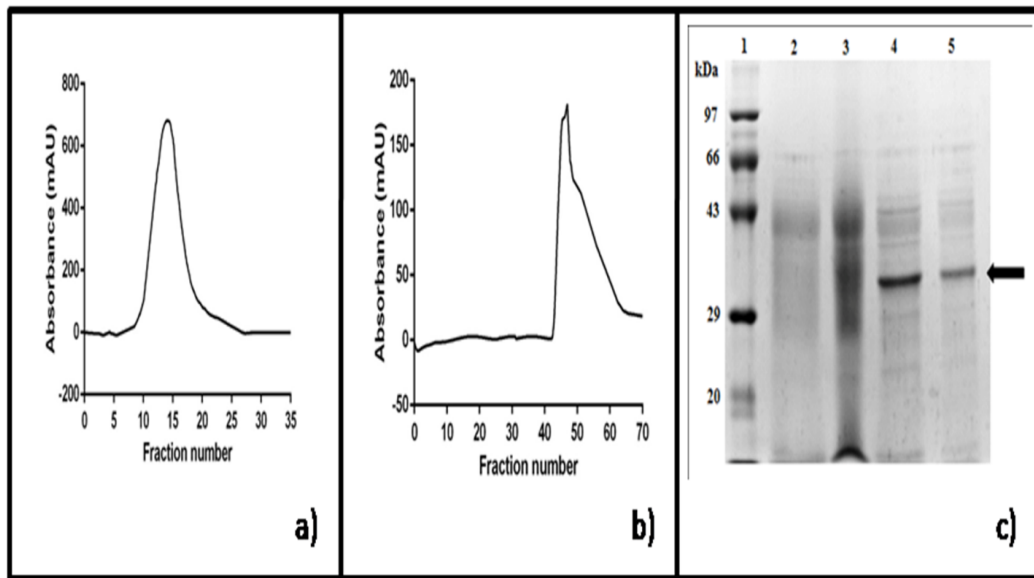 800
600
400
200
0
-200
Absorbance (mAU)
0 5 10 15 20 25 30 35
Fraction number
a)
200
150
100
50
0
-50
Absorbance (mAU)
0 10 20 30 40 50 60 70
Fraction number
b)
1 2 3 4 5
kDa
97
66
43
29
20
c)